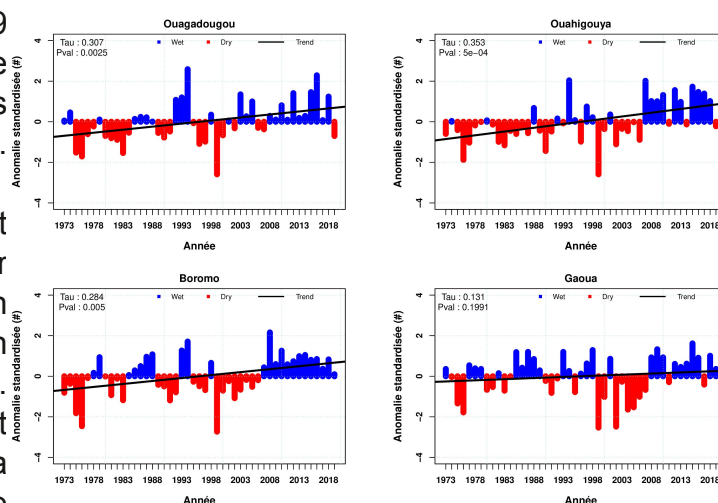 Ouagadougou
Tau : 0.307
Pval : 0.0025
Wet Dry Trend
Anomalie standardisée (#)
4
2
0
−2
−4
1973 1978 1983 1988 1993 1998 2003 2008 2013 2018
Année
Ouahigouya
Tau : 0.353
Pval : 5e−04
Wet Dry Trend
Anomalie standardisée (#)
4
2
0
−2
−4
1973 1978 1983 1988 1993 1998 2003 2008 2013 2018
Année
Boromo
Tau : 0.284
Pval : 0.005
Wet Dry Trend
Anomalie standardisée (#)
4
2
0
−2
−4
1973 1978 1983 1988 1993 1998 2003 2008 2013 2018
Année
Gaoua
Tau : 0.131
Pval : 0.1991
Wet Dry Trend
Anomalie standardisée (#)
4
2
0
−2
−4
1973 1978 1983 1988 1993 1998 2003 2008 2013 2018
Année